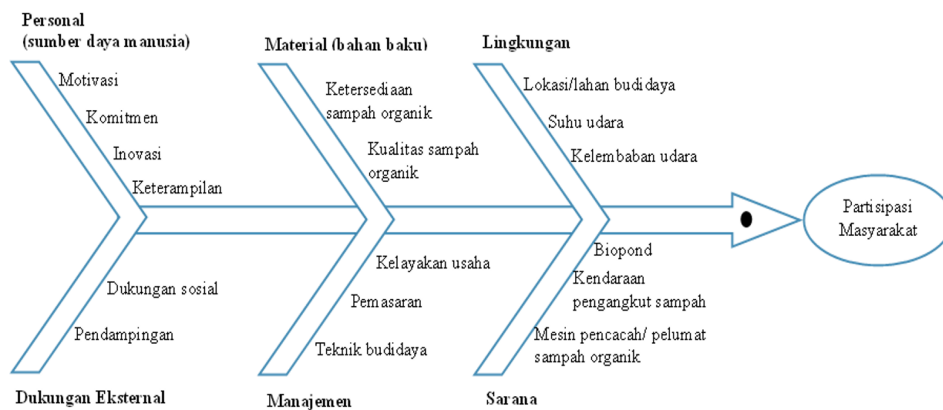 Personal
(sumber daya manusia)
Motivasi
Komitmen
Inovasi
Keterampilan
Material (bahan baku)
Ketersediaan
sampah organik
Kualitas sampah
organik
Lingkungan
Lokasi/lahan budidaya
Suhu udara
Kelembaban udara
Partisipasi
Masyarakat
Dukungan sosial
Pendampingan
Dukungan Eksternal
Kelayakan usaha
Pemasaran
Teknik budidaya
Manajemen
Biopond
Kendaraan
pengangkut sampah
Mesin pencacah/ pelumat
sampah organik
Sarana